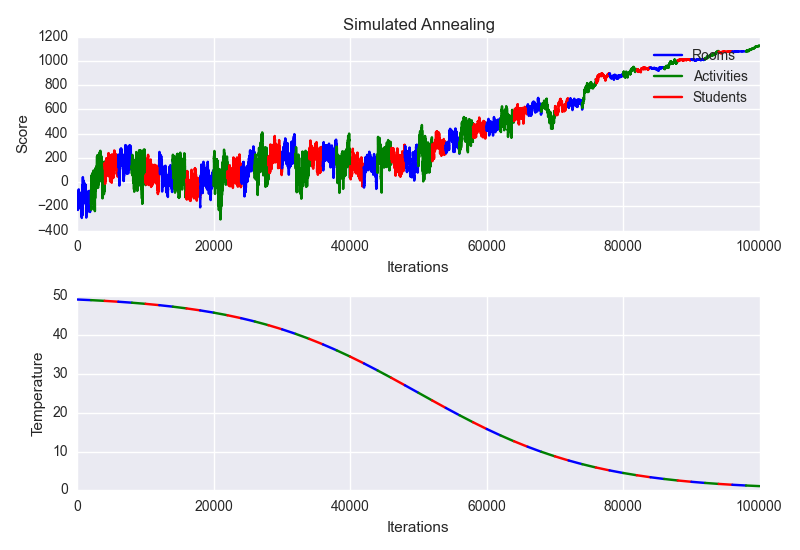 Simulated Annealing
1200
1000
800
600
400
200
0
−200
−400
Score
Rooms
Activities
Students
0 20000 40000 60000 80000 100000
Iterations
50
40
30
20
10
0
Temperature
0 20000 40000 60000 80000 100000
Iterations